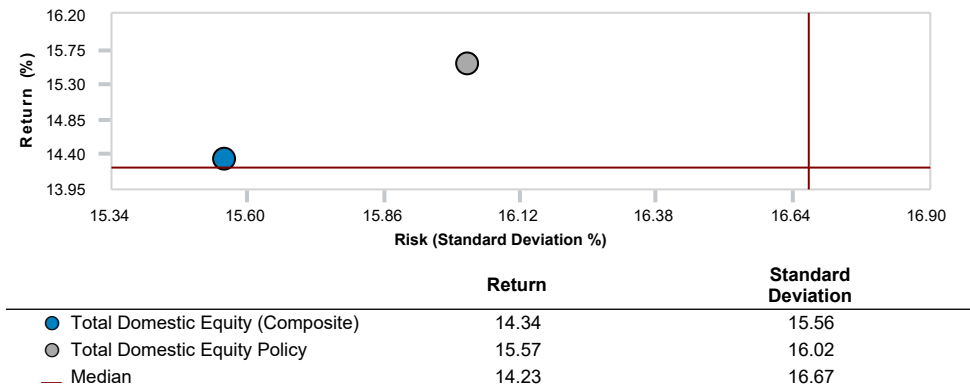 16.20
15.75
15.30
14.85
14.40
13.95
Return (%)
15.34 15.60 15.86 16.12 16.38 16.64 16.90
Risk (Standard Deviation %)
Return Standard Deviation
Total Domestic Equity (Composite) 14.34 15.56
Total Domestic Equity Policy 15.57 16.02
Median 14.23 16.67